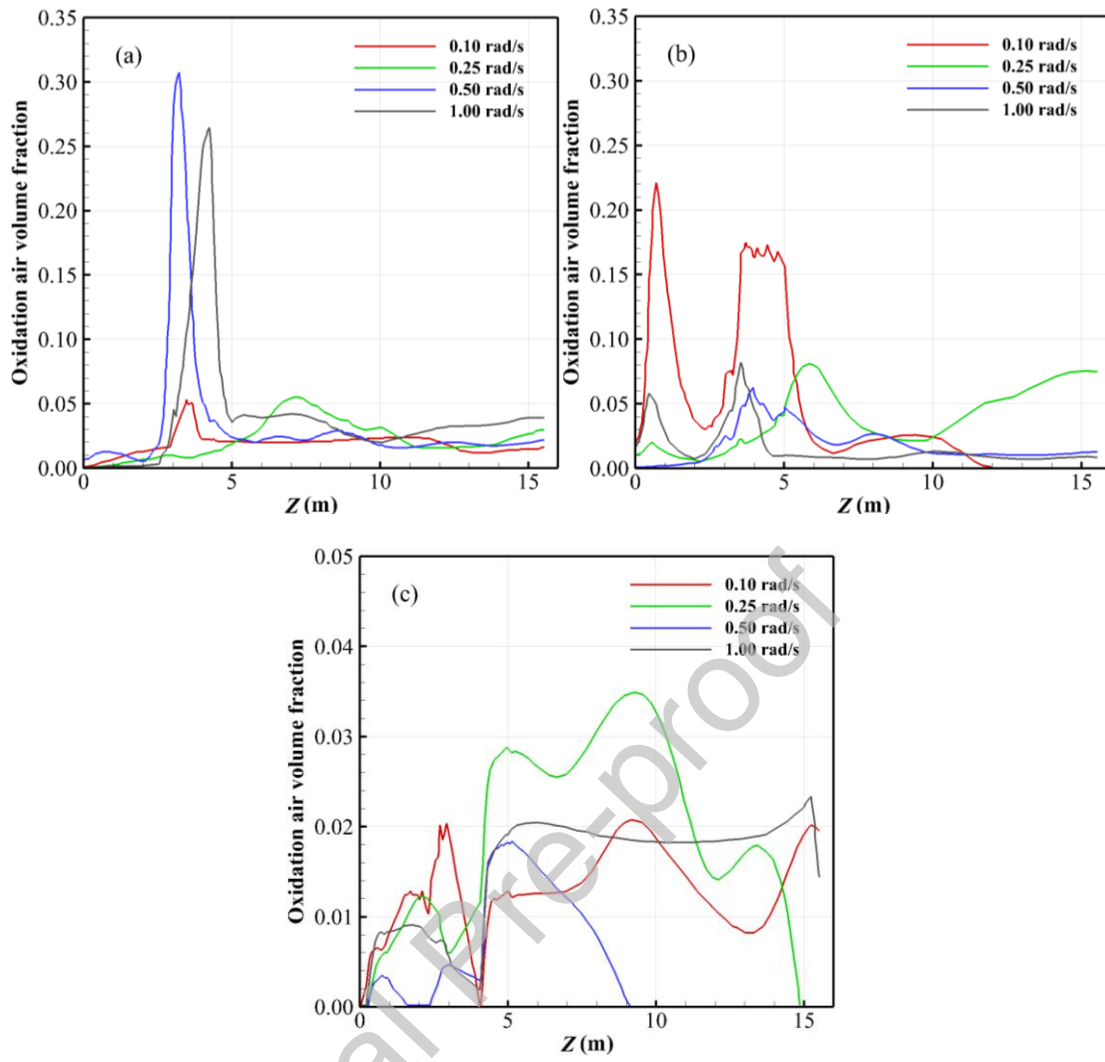 0.35
(a)
0.10 rad/s
0.25 rad/s
0.50 rad/s
1.00 rad/s
0.30
0.25
0.20
0.15
0.10
0.05
0.00
Oxidation air volume fraction
0 5 10 15
Z (m)
0.35
(b)
0.10 rad/s
0.25 rad/s
0.50 rad/s
1.00 rad/s
0.30
0.25
0.20
0.15
0.10
0.05
0.00
Oxidation air volume fraction
0 5 10 15
Z (m)
0.05
(c)
0.10 rad/s
0.25 rad/s
0.50 rad/s
1.00 rad/s
0.04
0.03
0.02
0.01
0.00
Oxidation air volume fraction
0 5 10 15
Z (m)
al Pre-proof